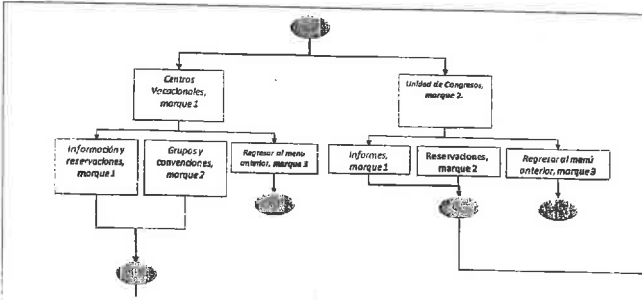 Centros
Vacacionales,
marque 1
Unidad de Congresos,
marque 2.
Información y
reservaciones,
marque 1
Grupos y
convenciones,
marque 2
Regresar al menú
anterior, marque 3
Informes,
marque 1
Reservaciones,
marque 2
Regresar al menú
anterior, marque 3